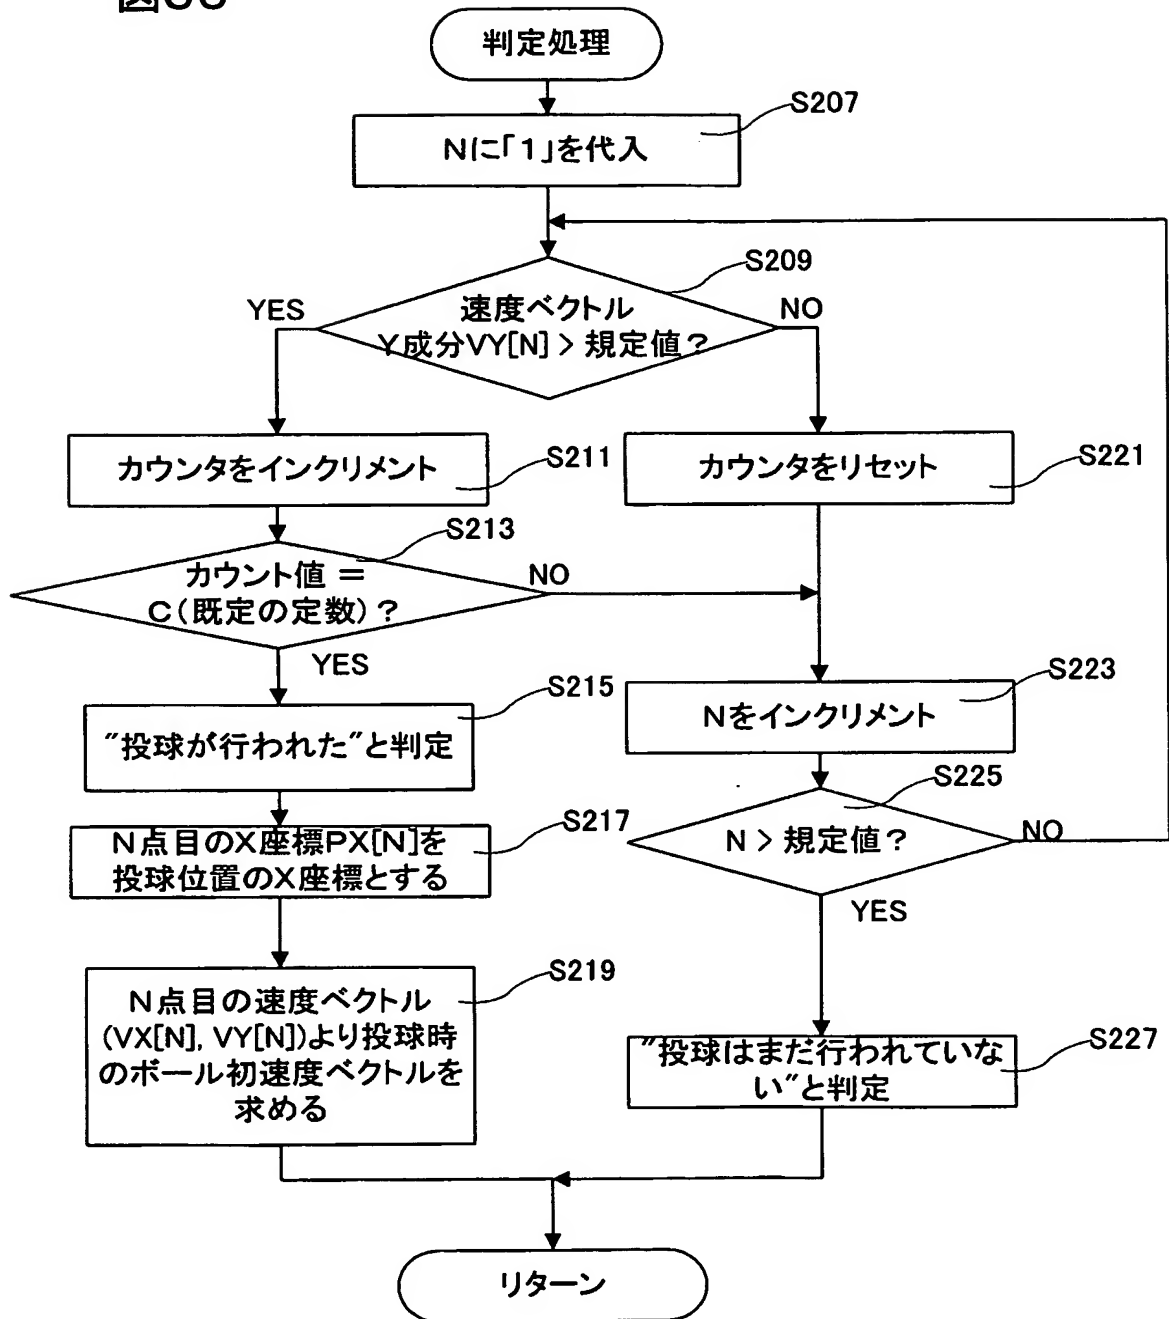 判定処理
S207
Nに「1」を代入
S209
YES
速度ベクトル
NO
Y成分VY[N] > 規定値?
カウンタをインクリメント
S211
カウンタをリセット
S221
S213
カウント値 =
C(既定の定数)?
NO
YES
S215
"投球が行われた"と判定
S223
Nをインクリメント
S217
N点目のX座標PX[N]を
投球位置のX座標とする
S225
N > 規定値?
NO
YES
S219
N点目の速度ベクトル
(VX[N], VY[N])より投球時
のボール初速度ベクトルを
求める
S227
"投球はまだ行われていな
い"と判定
リターン